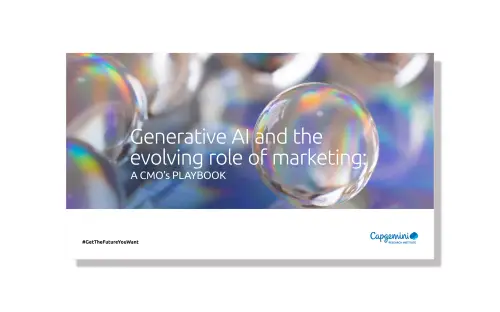 Generative AI and the
evolving role of marketing:
A CMO's PLAYBOOK
#GetTheFutureYouWant
Capgemini
RESEARCH INSTITUTE